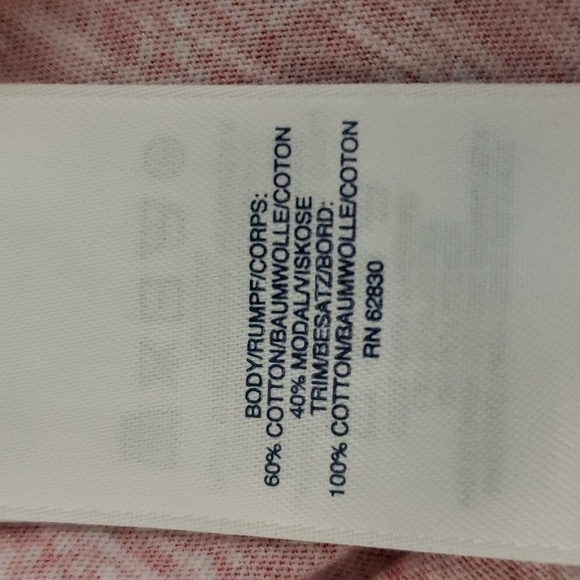 BODY/RUMPF/CORPS:
60% COTTON/BAUMWOLLE/COTON
40% MODAL/VISKOSE
TRIM/BESATZ/BORD:
100% COTTON/BAUMWOLLE/COTON
RN 62830